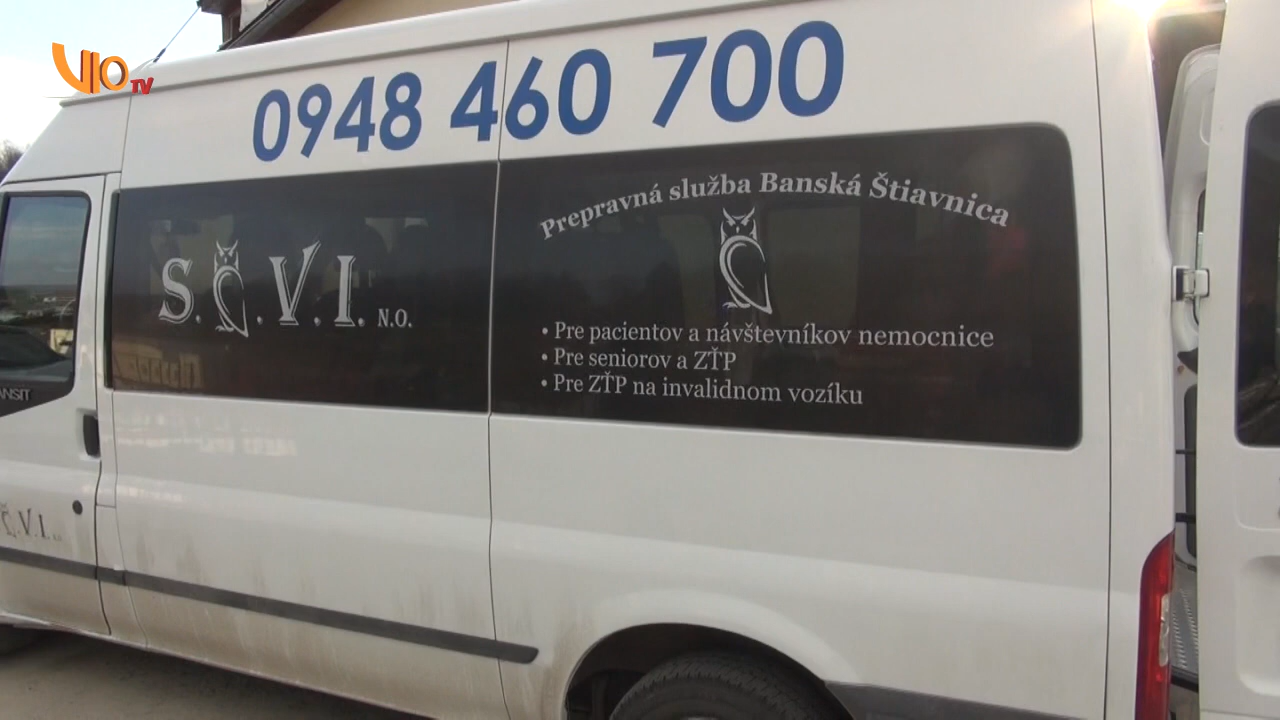 VIO TV
0948 460 700
Prepravná služba Banská Štiavnica
S. .V.I. N.O.
• Pre pacientov a návštevníkov nemocnice
• Pre seniorov a ZŤP
• Pre ZŤP na invalidnom vozíku
ANSIT
.V.I.